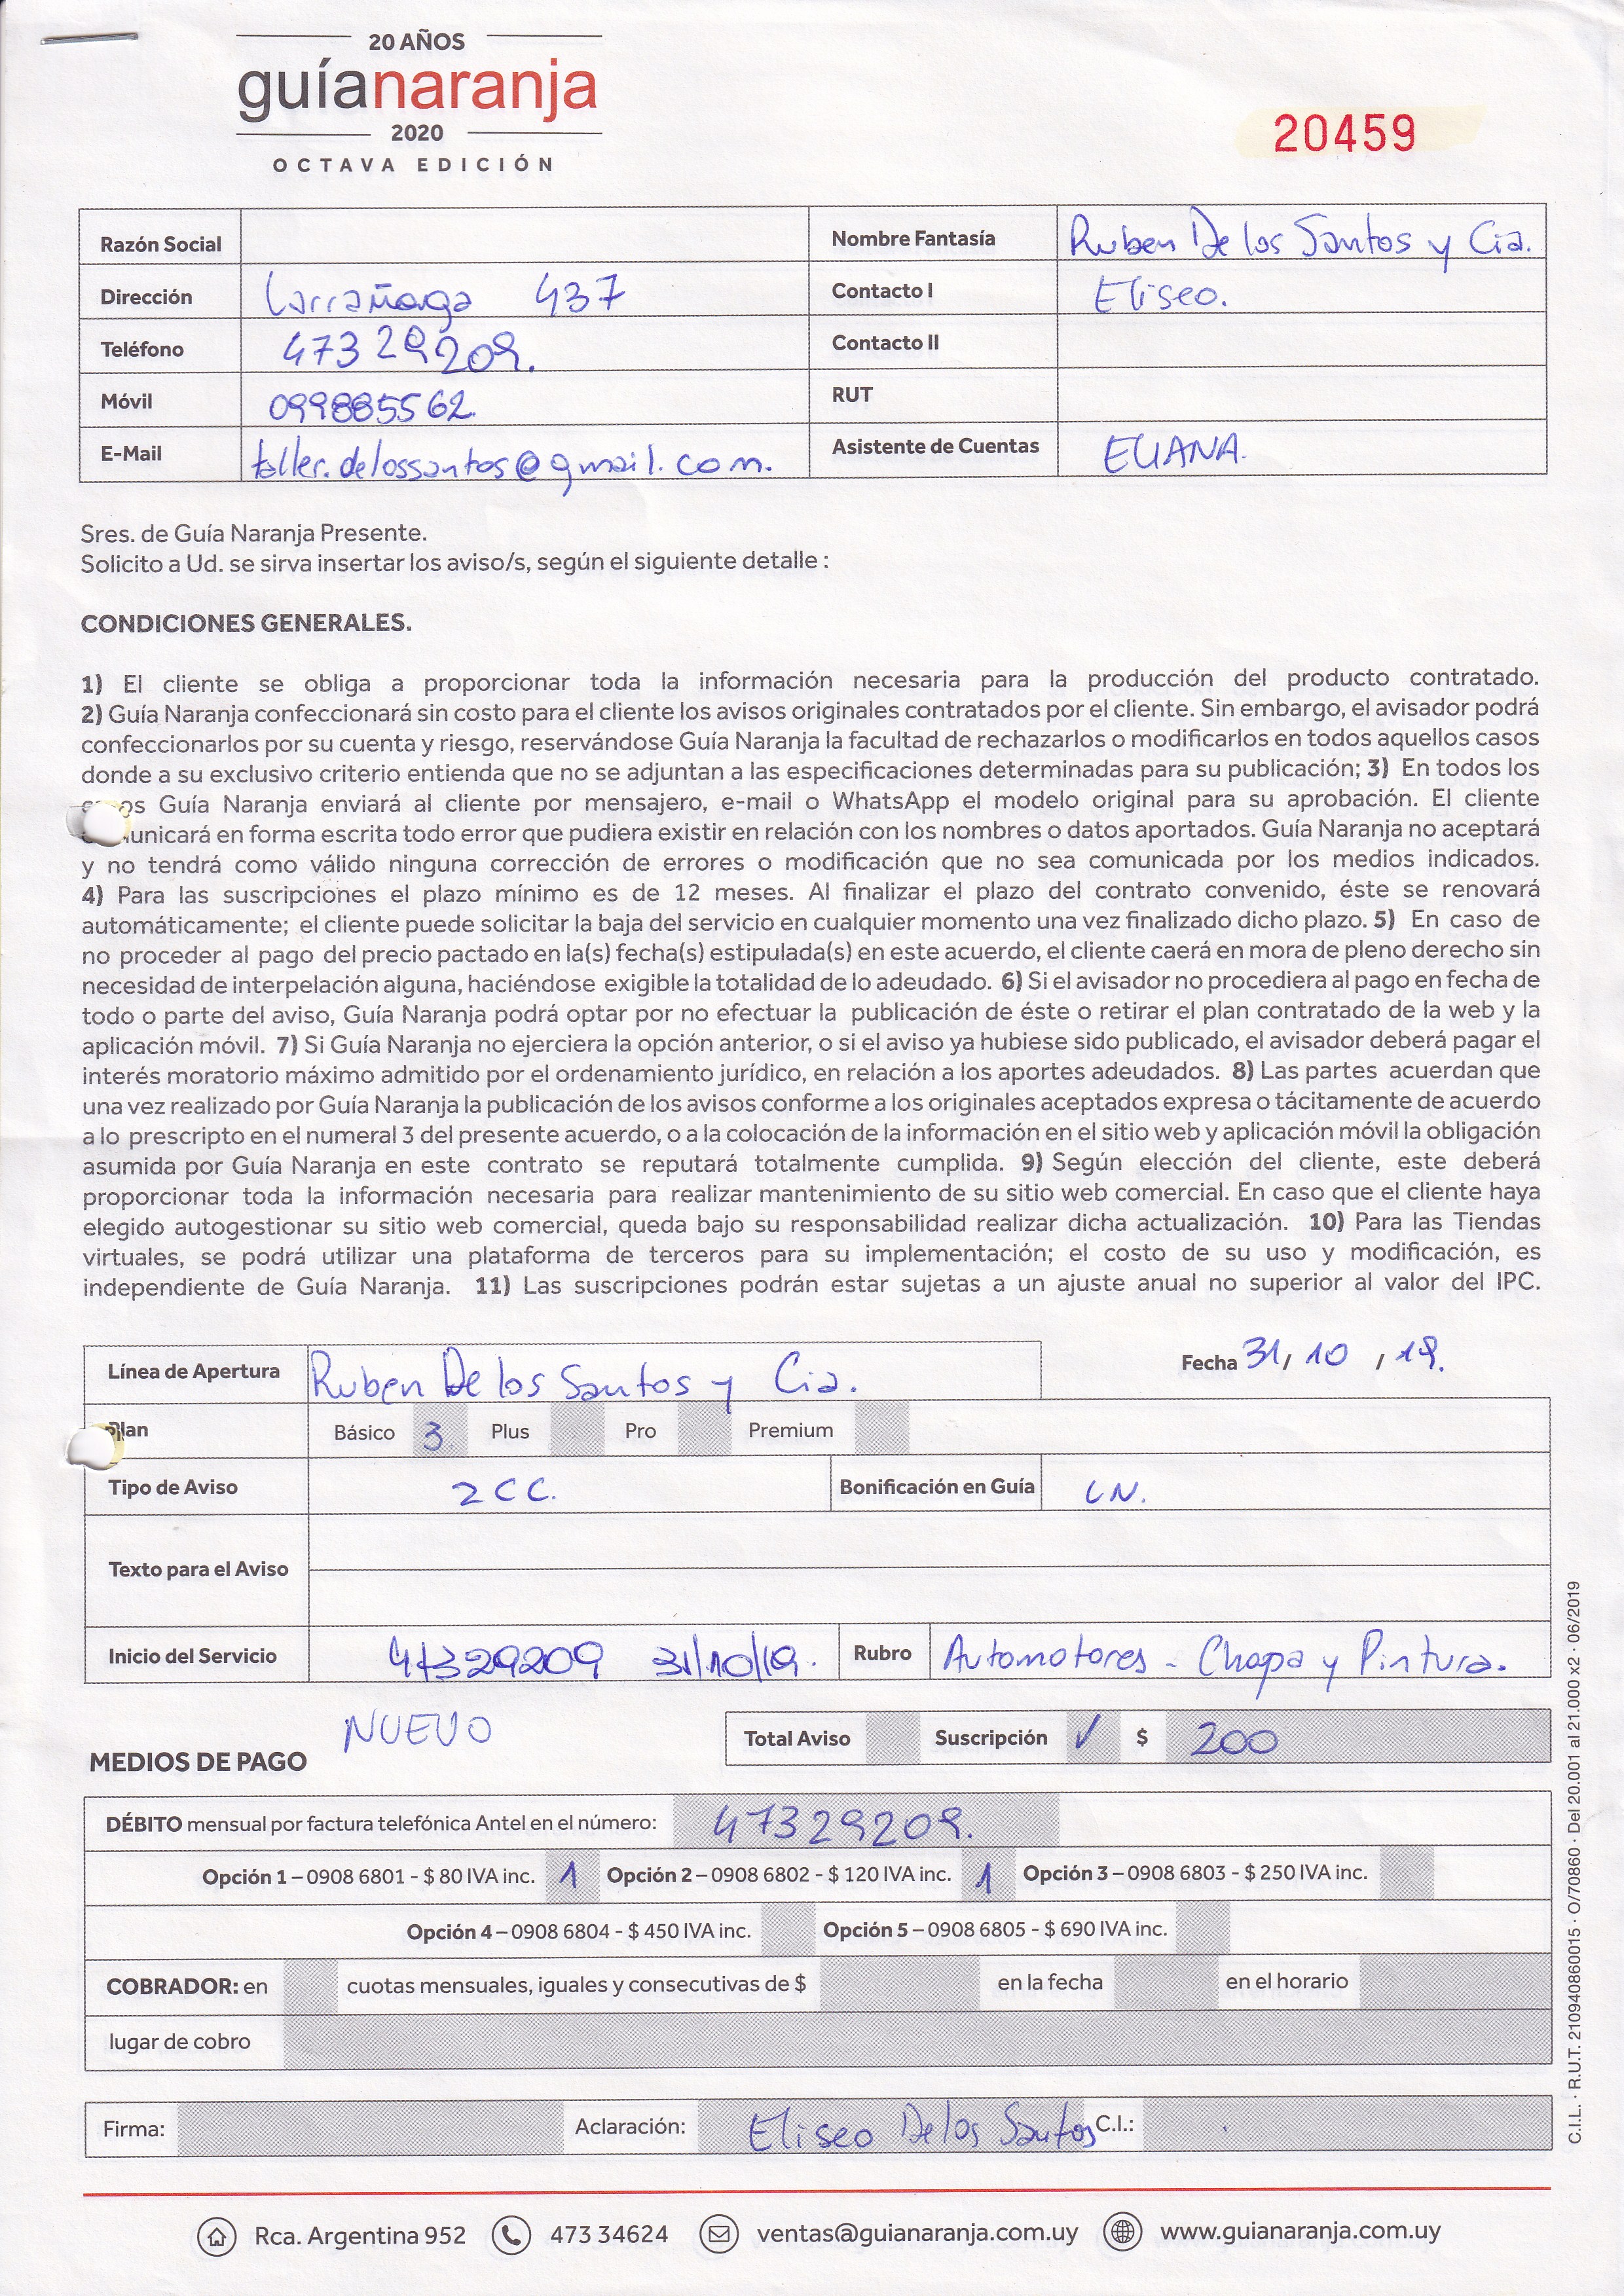 20 AÑOS
guíanaranja
2020
OCTAVA EDICIÓN
20459
Razón Social
Nombre Fantasía Ruben De los Santos y Cia.
Dirección Larrañaga 437
Contacto I Eliseo.
Teléfono 473 29209.
Contacto II
Móvil 099885562
RUT
E-Mail taller.delossantos@gmail.com.
Asistente de Cuentas ELIANA.
Sres. de Guía Naranja Presente.
Solicito a Ud. se sirva insertar los aviso/s, según el siguiente detalle :
CONDICIONES GENERALES.
1) El cliente se obliga a proporcionar toda la información necesaria para la producción del producto contratado.
2) Guía Naranja confeccionará sin costo para el cliente los avisos originales contratados por el cliente. Sin embargo, el avisador podrá
confeccionarlos por su cuenta y riesgo, reservándose Guía Naranja la facultad de rechazarlos o modificarlos en todos aquellos casos
donde a su exclusivo criterio entienda que no se adjuntan a las especificaciones determinadas para su publicación; 3) En todos los
casos Guía Naranja enviará al cliente por mensajero, e-mail o WhatsApp el modelo original para su aprobación. El cliente
comunicará en forma escrita todo error que pudiera existir en relación con los nombres o datos aportados. Guía Naranja no aceptará
y no tendrá como válido ninguna corrección de errores o modificación que no sea comunicada por los medios indicados.
4) Para las suscripciones el plazo mínimo es de 12 meses. Al finalizar el plazo del contrato convenido, éste se renovará
automáticamente; el cliente puede solicitar la baja del servicio en cualquier momento una vez finalizado dicho plazo. 5) En caso de
no proceder al pago del precio pactado en la(s) fecha(s) estipulada(s) en este acuerdo, el cliente caerá en mora de pleno derecho sin
necesidad de interpelación alguna, haciéndose exigible la totalidad de lo adeudado. 6) Si el avisador no procediera al pago en fecha de
todo o parte del aviso, Guía Naranja podrá optar por no efectuar la publicación de éste o retirar el plan contratado de la web y la
aplicación móvil. 7) Si Guía Naranja no ejerciera la opción anterior, o si el aviso ya hubiese sido publicado, el avisador deberá pagar el
interés moratorio máximo admitido por el ordenamiento jurídico, en relación a los aportes adeudados. 8) Las partes acuerdan que
una vez realizado por Guía Naranja la publicación de los avisos conforme a los originales aceptados expresa o tácitamente de acuerdo
a lo prescripto en el numeral 3 del presente acuerdo, o a la colocación de la información en el sitio web y aplicación móvil la obligación
asumida por Guía Naranja en este contrato se reputará totalmente cumplida. 9) Según elección del cliente, este deberá
proporcionar toda la información necesaria para realizar mantenimiento de su sitio web comercial. En caso que el cliente haya
elegido autogestionar su sitio web comercial, queda bajo su responsabilidad realizar dicha actualización. 10) Para las Tiendas
virtuales, se podrá utilizar una plataforma de terceros para su implementación; el costo de su uso y modificación, es
independiente de Guía Naranja. 11) Las suscripciones podrán estar sujetas a un ajuste anual no superior al valor del IPC.
Línea de Apertura Ruben De los Santos y Cia.
Fecha 31/ 10 / 19.
Plan Básico 3. Plus Pro Premium
Tipo de Aviso 2CC. Bonificación en Guía LN.
Texto para el Aviso
Inicio del Servicio 47329209 31/10/19. Rubro Automotores - Chapa y Pintura.
NUEVO
Total Aviso Suscripción ✓ $ 200
MEDIOS DE PAGO
DÉBITO mensual por factura telefónica Antel en el número: 47329209.
Opción 1 – 0908 6801 - $ 80 IVA inc. 1 Opción 2 – 0908 6802 - $ 120 IVA inc. 1 Opción 3 – 0908 6803 - $ 250 IVA inc.
Opción 4 – 0908 6804 - $ 450 IVA inc. Opción 5 – 0908 6805 - $ 690 IVA inc.
COBRADOR: en cuotas mensuales, iguales y consecutivas de $ en la fecha en el horario
lugar de cobro
Firma: Aclaración: Eliseo De los Santos C.I.:
C.I.L. · R.U.T. 210940860015 · O/70860 · Del 20.001 al 21.000 x2 · 06/2019
Rca. Argentina 952 473 34624 ventas@guianaranja.com.uy www.guianaranja.com.uy